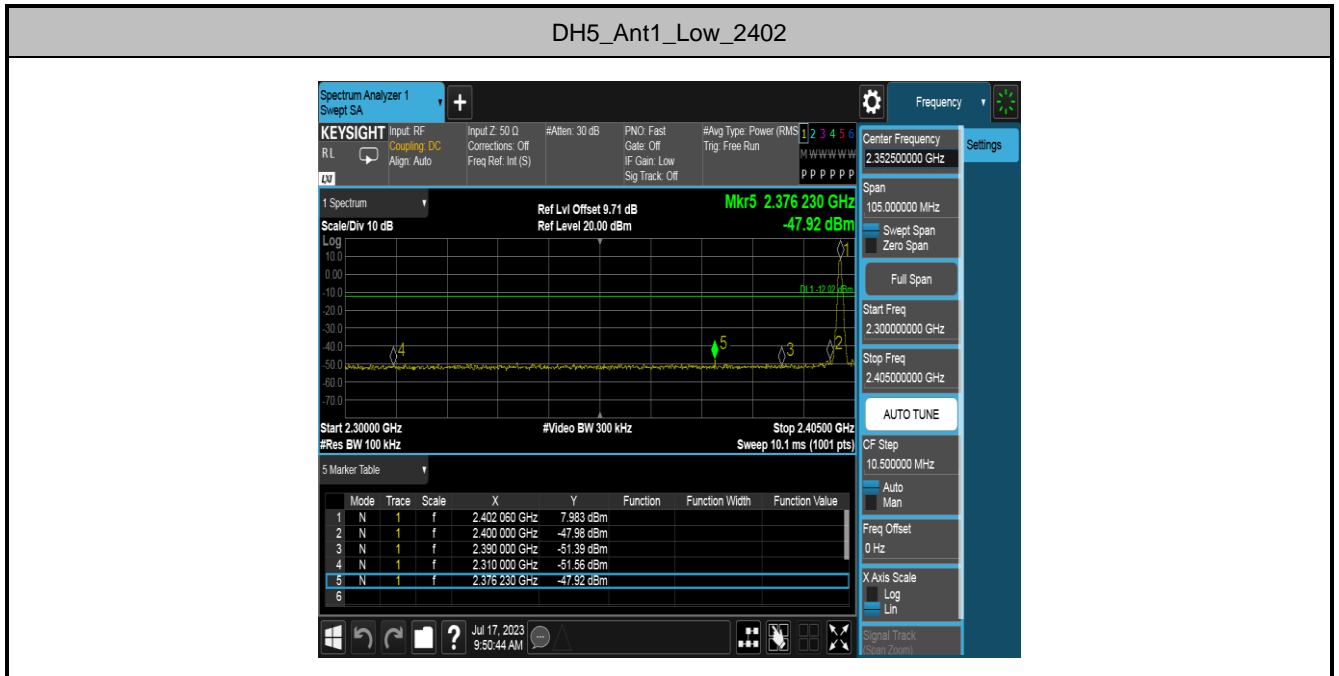 DH5_Ant1_Low_2402
Spectrum Analyzer 1
Swept SA
Frequency
KEYSIGHT
RL
LXI
Input: RF
Coupling: DC
Align: Auto
Input Z: 50 Ω
Corrections: Off
Freq Ref: Int (S)
#Atten: 30 dB
PNO: Fast
Gate: Off
IF Gain: Low
Sig Track: Off
#Avg Type: Power (RMS
Trig: Free Run
1 2 3 4 5 6
M W W W W W
P P P P P P
1 Spectrum
Scale/Div 10 dB
Ref Lvl Offset 9.71 dB
Ref Level 20.00 dBm
Mkr5 2.376 230 GHz
-47.92 dBm
Log
10.0
0.00
-10.0
-20.0
-30.0
-40.0
-50.0
-60.0
-70.0
DL1 -12.02 dBm
1
2
3
4
5
Start 2.30000 GHz
#Video BW 300 kHz
Stop 2.40500 GHz
#Res BW 100 kHz
Sweep 10.1 ms (1001 pts)
5 Marker Table
Mode Trace Scale X Y Function Function Width Function Value
1 N 1 f 2.402 060 GHz 7.983 dBm
2 N 1 f 2.400 000 GHz -47.98 dBm
3 N 1 f 2.390 000 GHz -51.39 dBm
4 N 1 f 2.310 000 GHz -51.56 dBm
5 N 1 f 2.376 230 GHz -47.92 dBm
6
?
Jul 17, 2023
9:50:44 AM
Center Frequency
2.352500000 GHz
Settings
Span
105.000000 MHz
Swept Span
Zero Span
Full Span
Start Freq
2.300000000 GHz
Stop Freq
2.405000000 GHz
AUTO TUNE
CF Step
10.500000 MHz
Auto
Man
Freq Offset
0 Hz
X Axis Scale
Log
Lin
Signal Track
(Span Zoom)